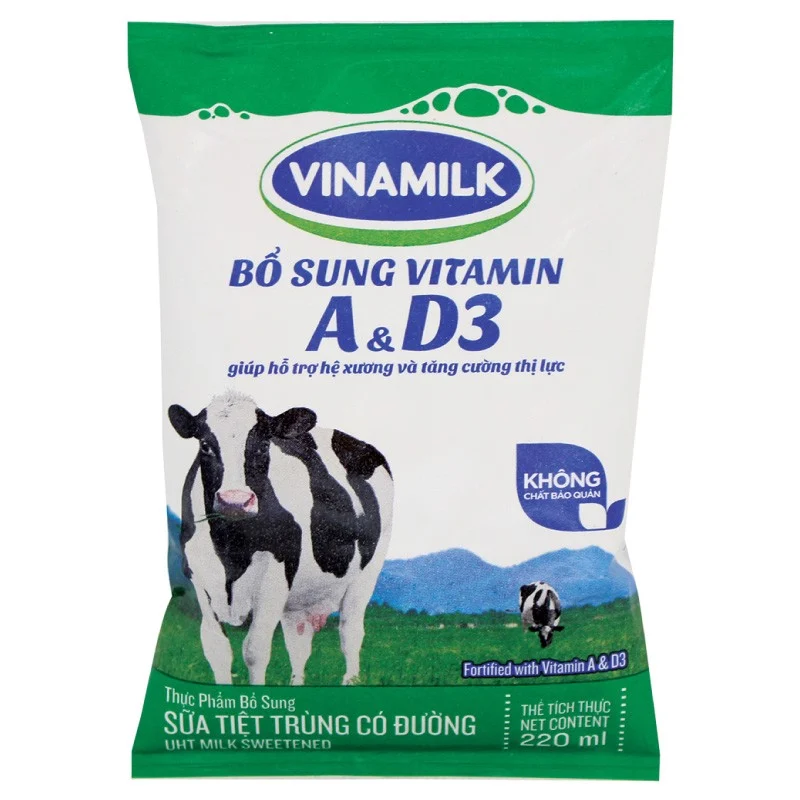 VINAMILK
BỔ SUNG VITAMIN
A & D3
giúp hỗ trợ hệ xương và tăng cường thị lực
KHÔNG
CHẤT BẢO QUẢN
Fortified with Vitamin A & D3
Thực Phẩm Bổ Sung
SỮA TIỆT TRÙNG CÓ ĐƯỜNG
UHT MILK SWEETENED
THỂ TÍCH THỰC
NET CONTENT
220 ml